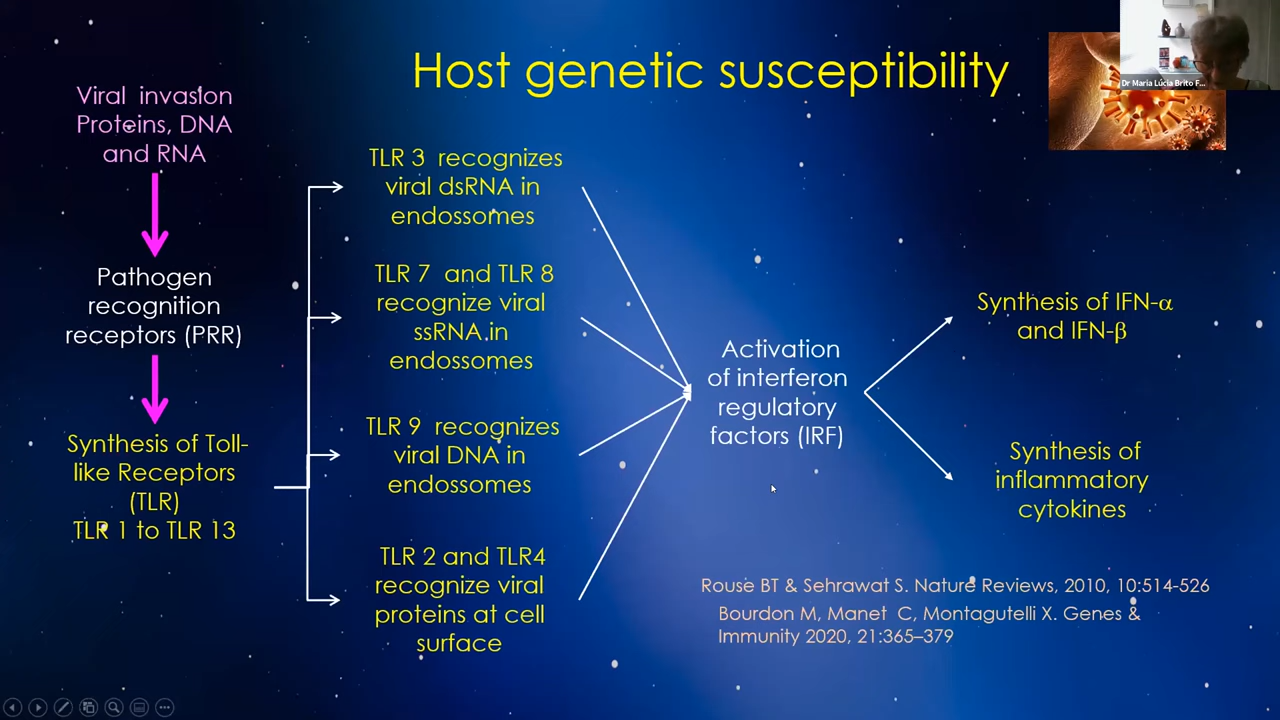 Host genetic susceptibility
Dr Maria Lúcia Brito F...
Viral invasion
Proteins, DNA
and RNA
Pathogen
recognition
receptors (PRR)
Synthesis of Toll-
like Receptors
(TLR)
TLR 1 to TLR 13
TLR 3 recognizes
viral dsRNA in
endossomes
TLR 7 and TLR 8
recognize viral
ssRNA in
endossomes
TLR 9 recognizes
viral DNA in
endossomes
TLR 2 and TLR4
recognize viral
proteins at cell
surface
Activation
of interferon
regulatory
factors (IRF)
Synthesis of IFN-α
and IFN-β
Synthesis of
inflammatory
cytokines
Rouse BT & Sehrawat S. Nature Reviews, 2010, 10:514-526
Bourdon M, Manet C, Montagutelli X. Genes &
Immunity 2020, 21:365–379